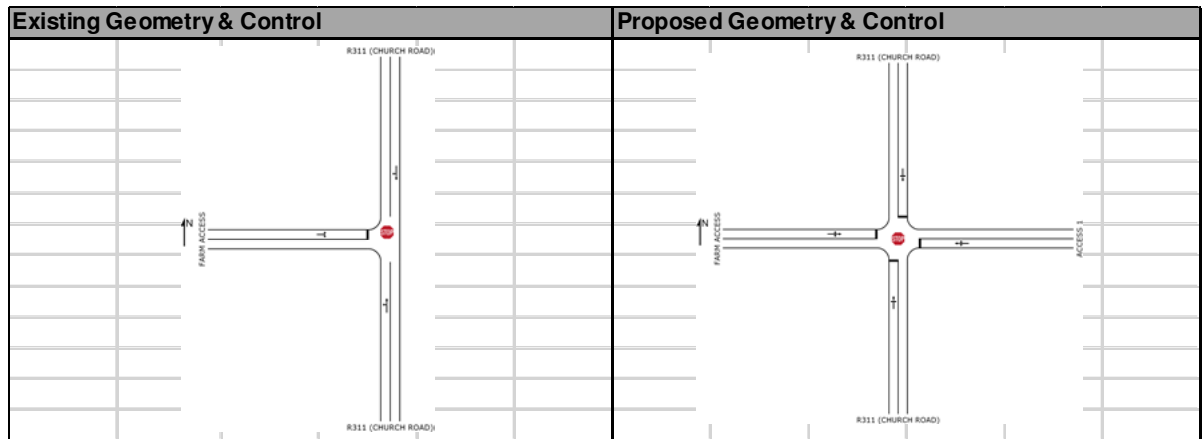 Existing Geometry & Control
R311 (CHURCH ROAD)
N
FARM ACCESS
STOP
R311 (CHURCH ROAD)
Proposed Geometry & Control
R311 (CHURCH ROAD)
N
FARM ACCESS
STOP
ACCESS 1
R311 (CHURCH ROAD)